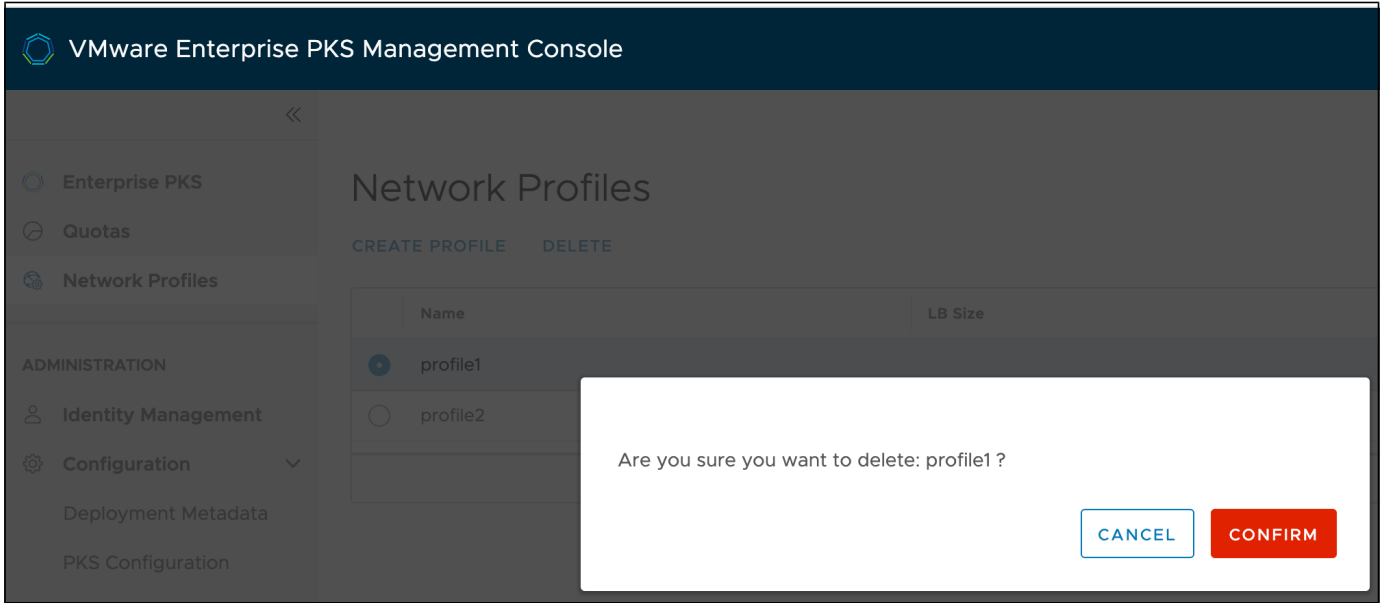 VMware Enterprise PKS Management Console
Enterprise PKS
Quotas
Network Profiles
ADMINISTRATION
Identity Management
Configuration
Deployment Metadata
PKS Configuration
Network Profiles
CREATE PROFILE DELETE
Name LB Size
profile1
profile2
Are you sure you want to delete: profile1 ?
CANCEL CONFIRM